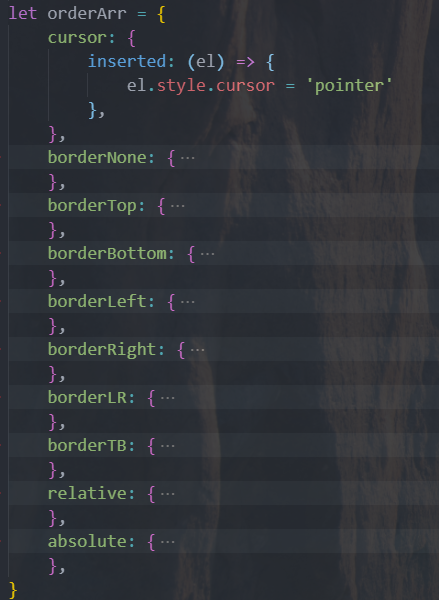 let orderArr = {
    cursor: {
        inserted: (el) => {
            el.style.cursor = 'pointer'
        },
    },
    borderNone: {···
    },
    borderTop: {···
    },
    borderBottom: {···
    },
    borderLeft: {···
    },
    borderRight: {···
    },
    borderLR: {···
    },
    borderTB: {···
    },
    relative: {···
    },
    absolute: {···
    },
}